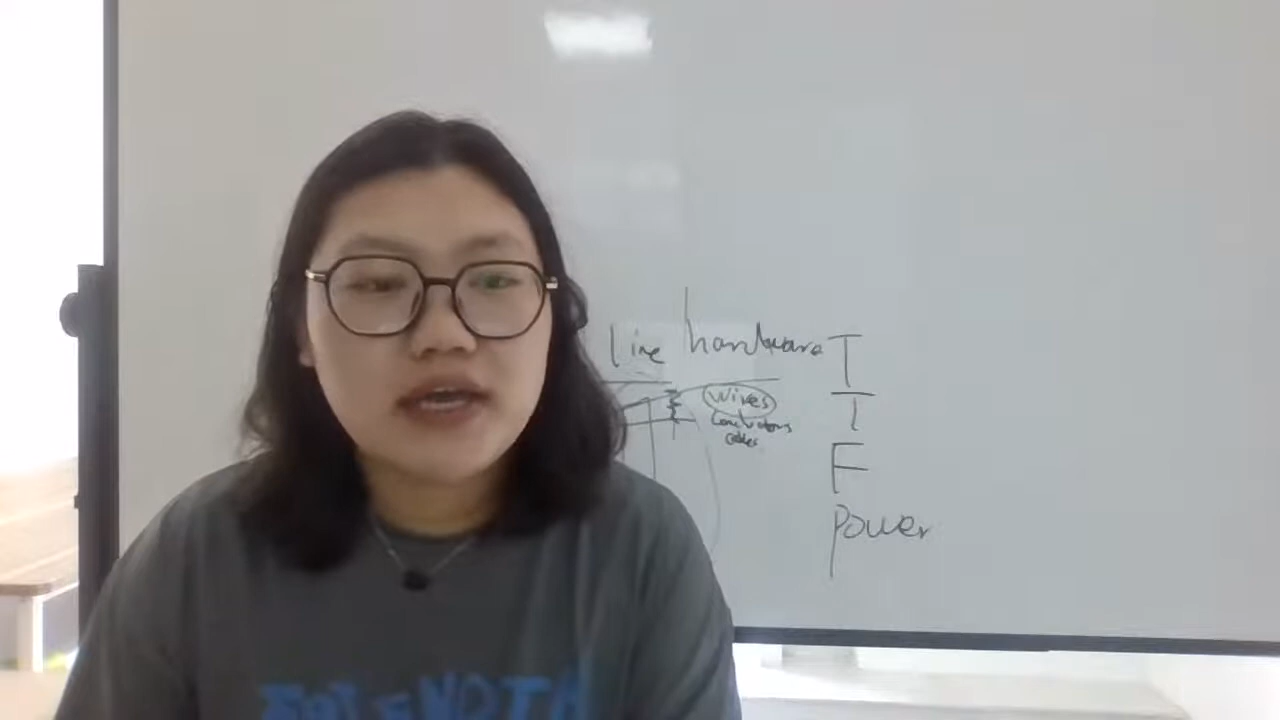 line hardware
T
wires
conductors
cables
I
F
Power